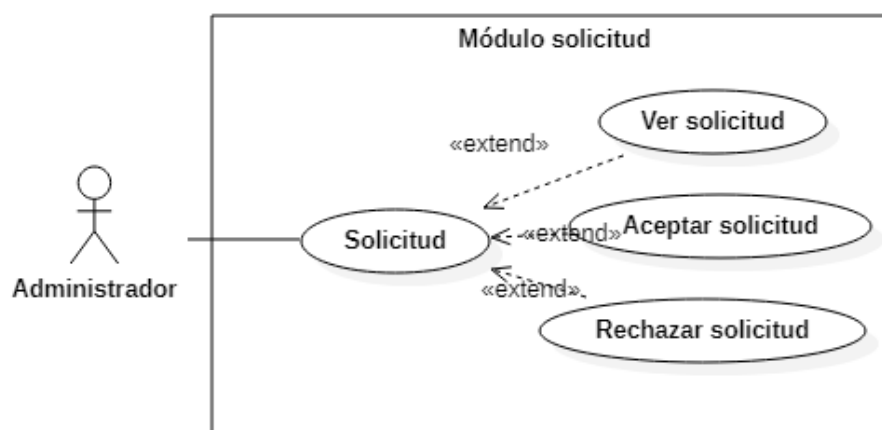 Módulo solicitud
Ver solicitud
«extend»
Aceptar solicitud
«extend»
Solicitud
Administrador
«extend»
Rechazar solicitud